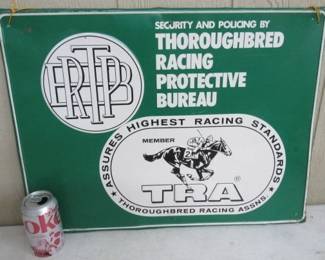 SECURITY AND POLICING BY
THOROUGHBRED
RACING
PROTECTIVE
BUREAU
TRPB
ASSURES HIGHEST RACING STANDARDS
MEMBER
TRA®
★ THOROUGHBRED RACING ASSNS. ★
Coke